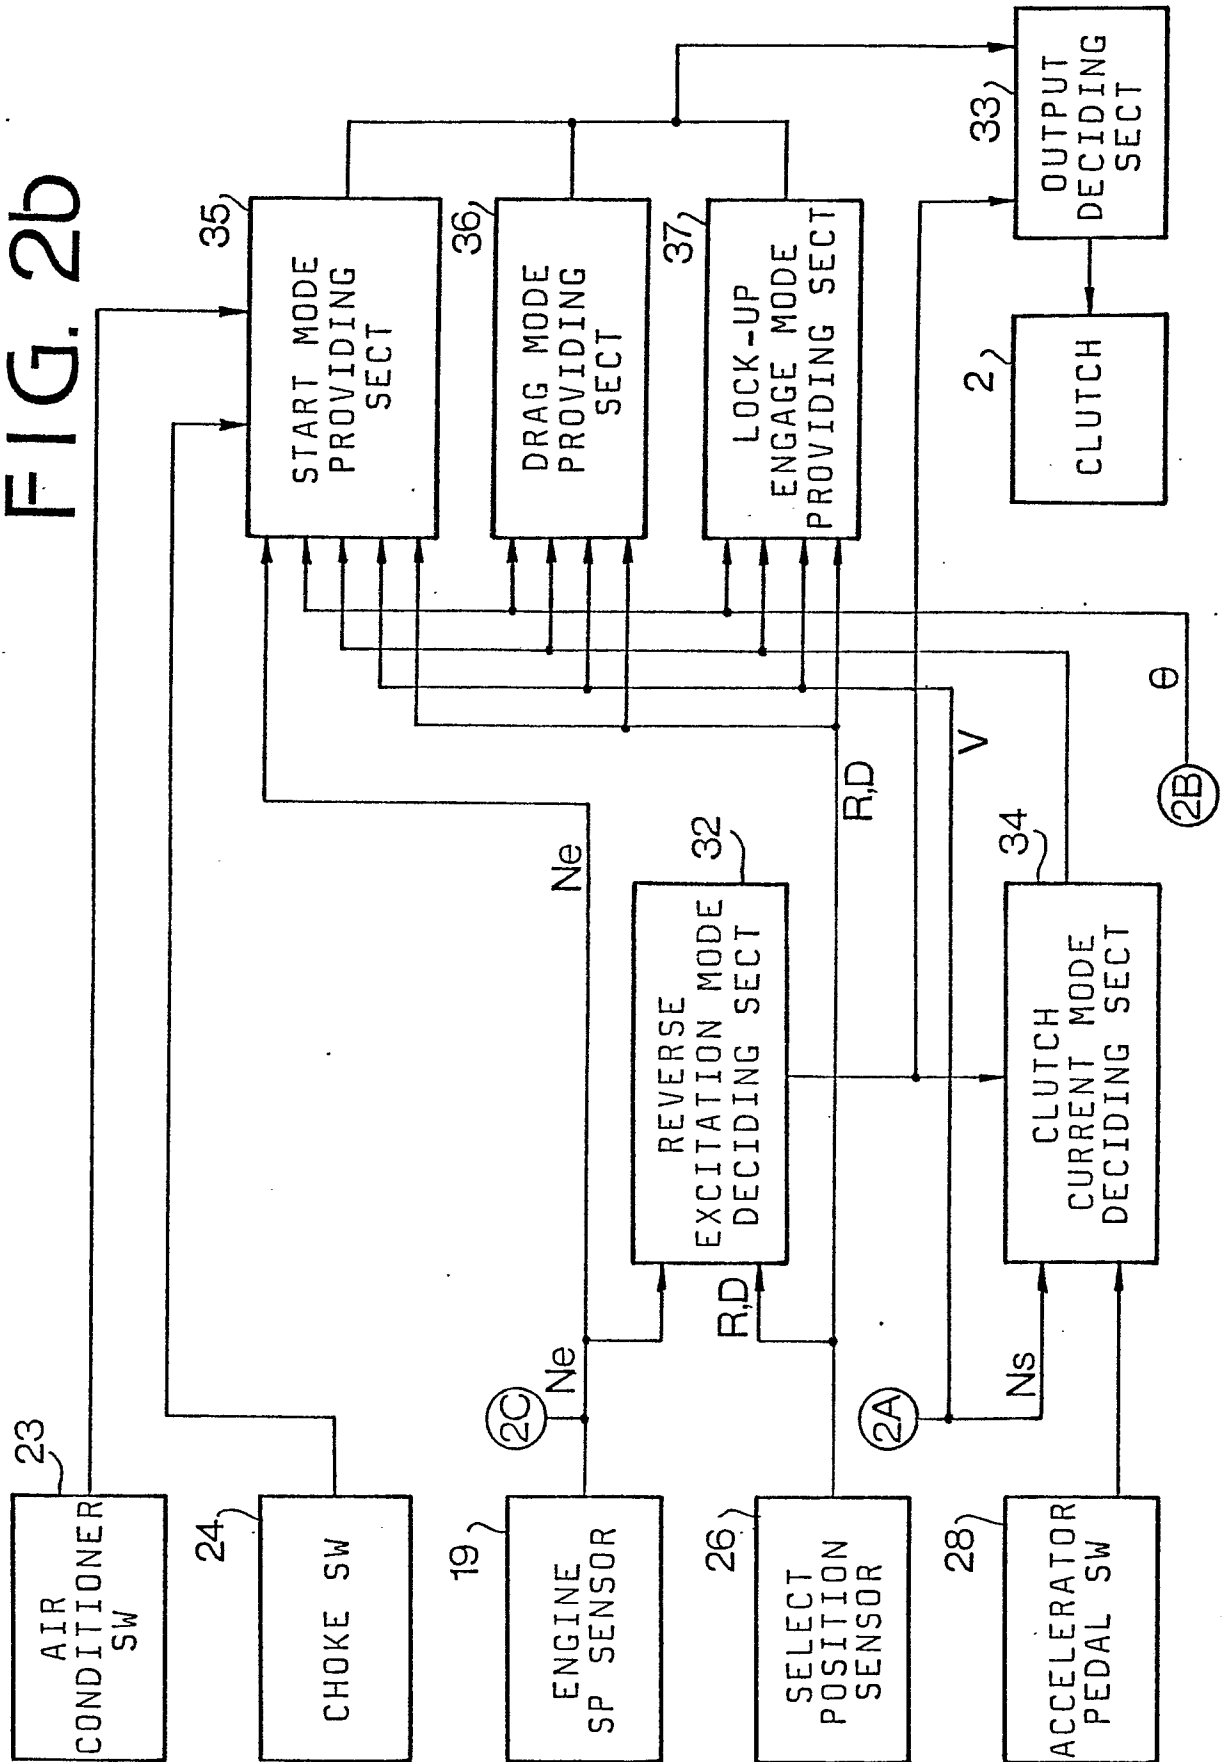 FIG. 2b
23
AIR
CONDITIONER
SW
24
CHOKE SW
19
ENGINE
SP SENSOR
26
SELECT
POSITION
SENSOR
28
ACCELERATOR
PEDAL SW
2C
Ne
Ne
R,D
2A
Ns
32
REVERSE
EXCITATION MODE
DECIDING SECT
R,D
34
CLUTCH
CURRENT MODE
DECIDING SECT
V
2B
θ
35
START MODE
PROVIDING
SECT
36
DRAG MODE
PROVIDING
SECT
37
LOCK-UP
ENGAGE MODE
PROVIDING SECT
33
OUTPUT
DECIDING
SECT
2
CLUTCH